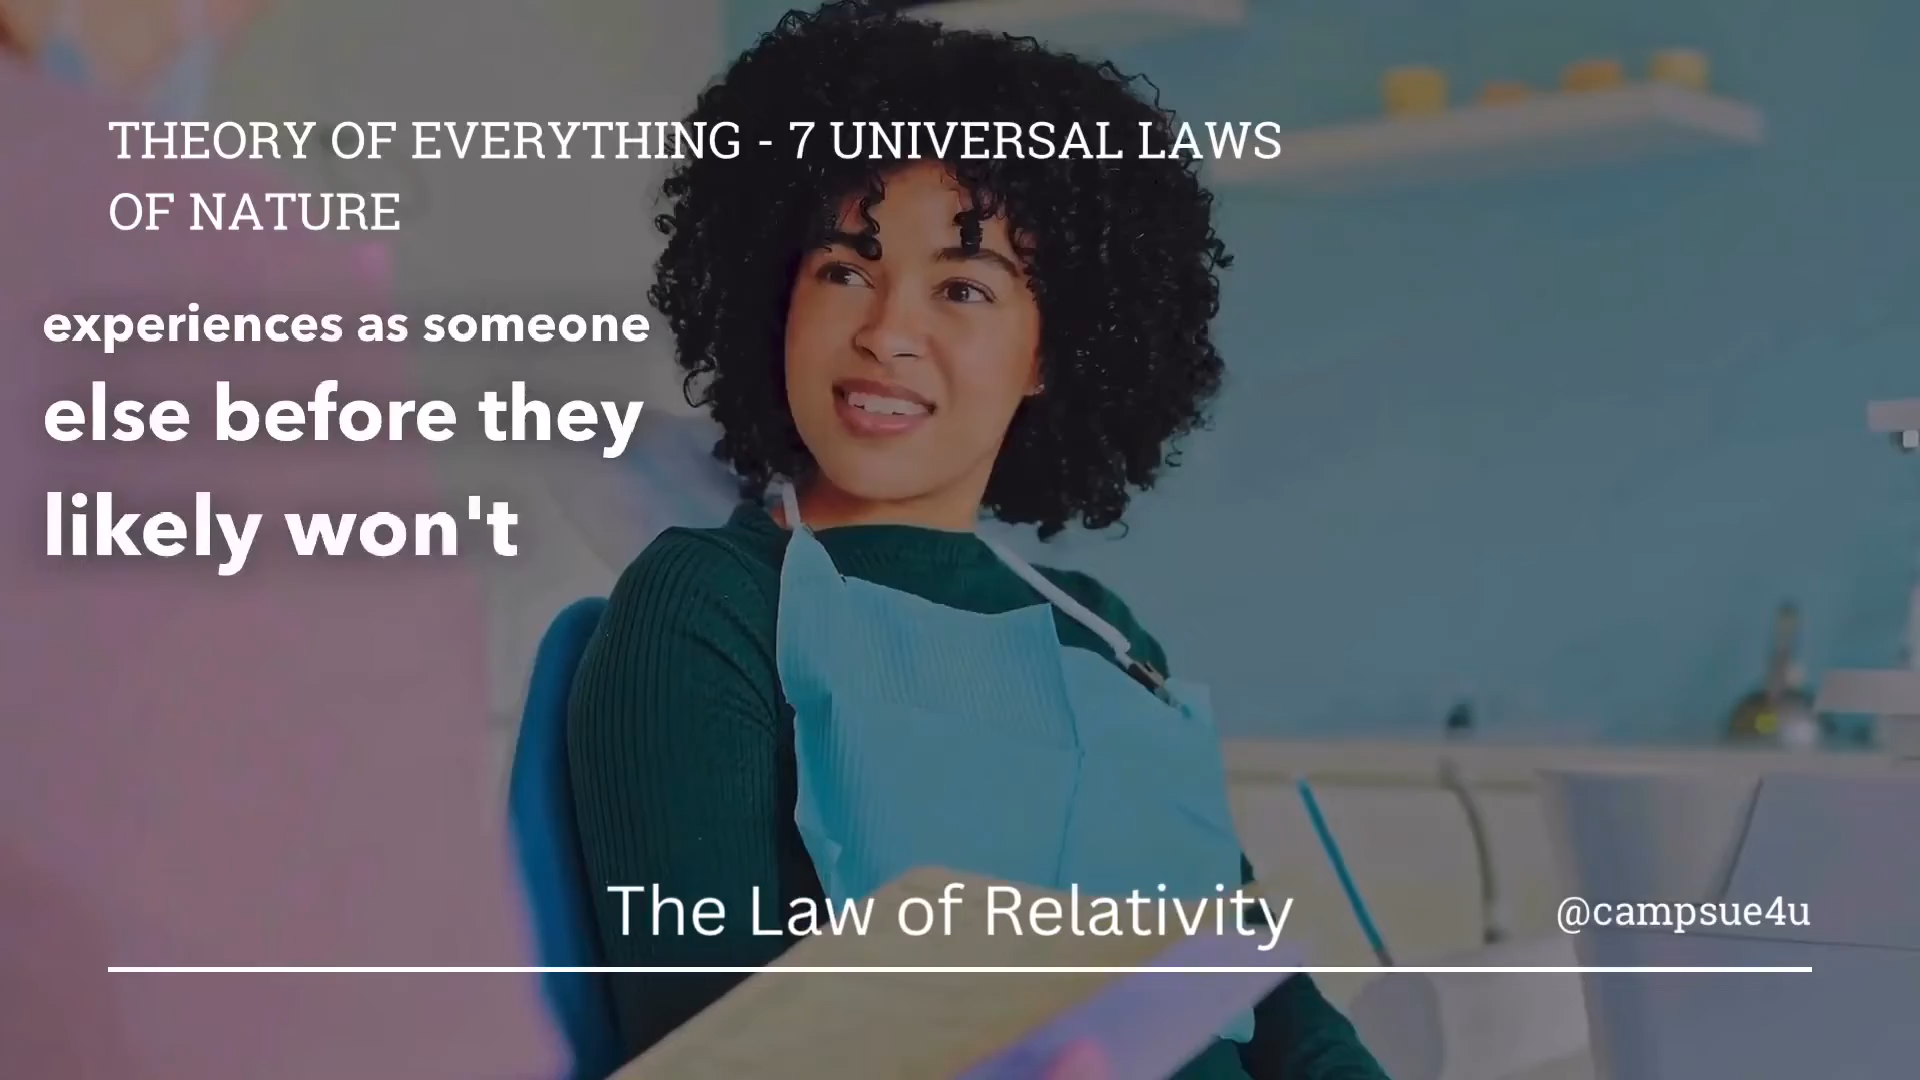 THEORY OF EVERYTHING - 7 UNIVERSAL LAWS
OF NATURE
experiences as someone
else before they
likely won't
The Law of Relativity
@campsue4u